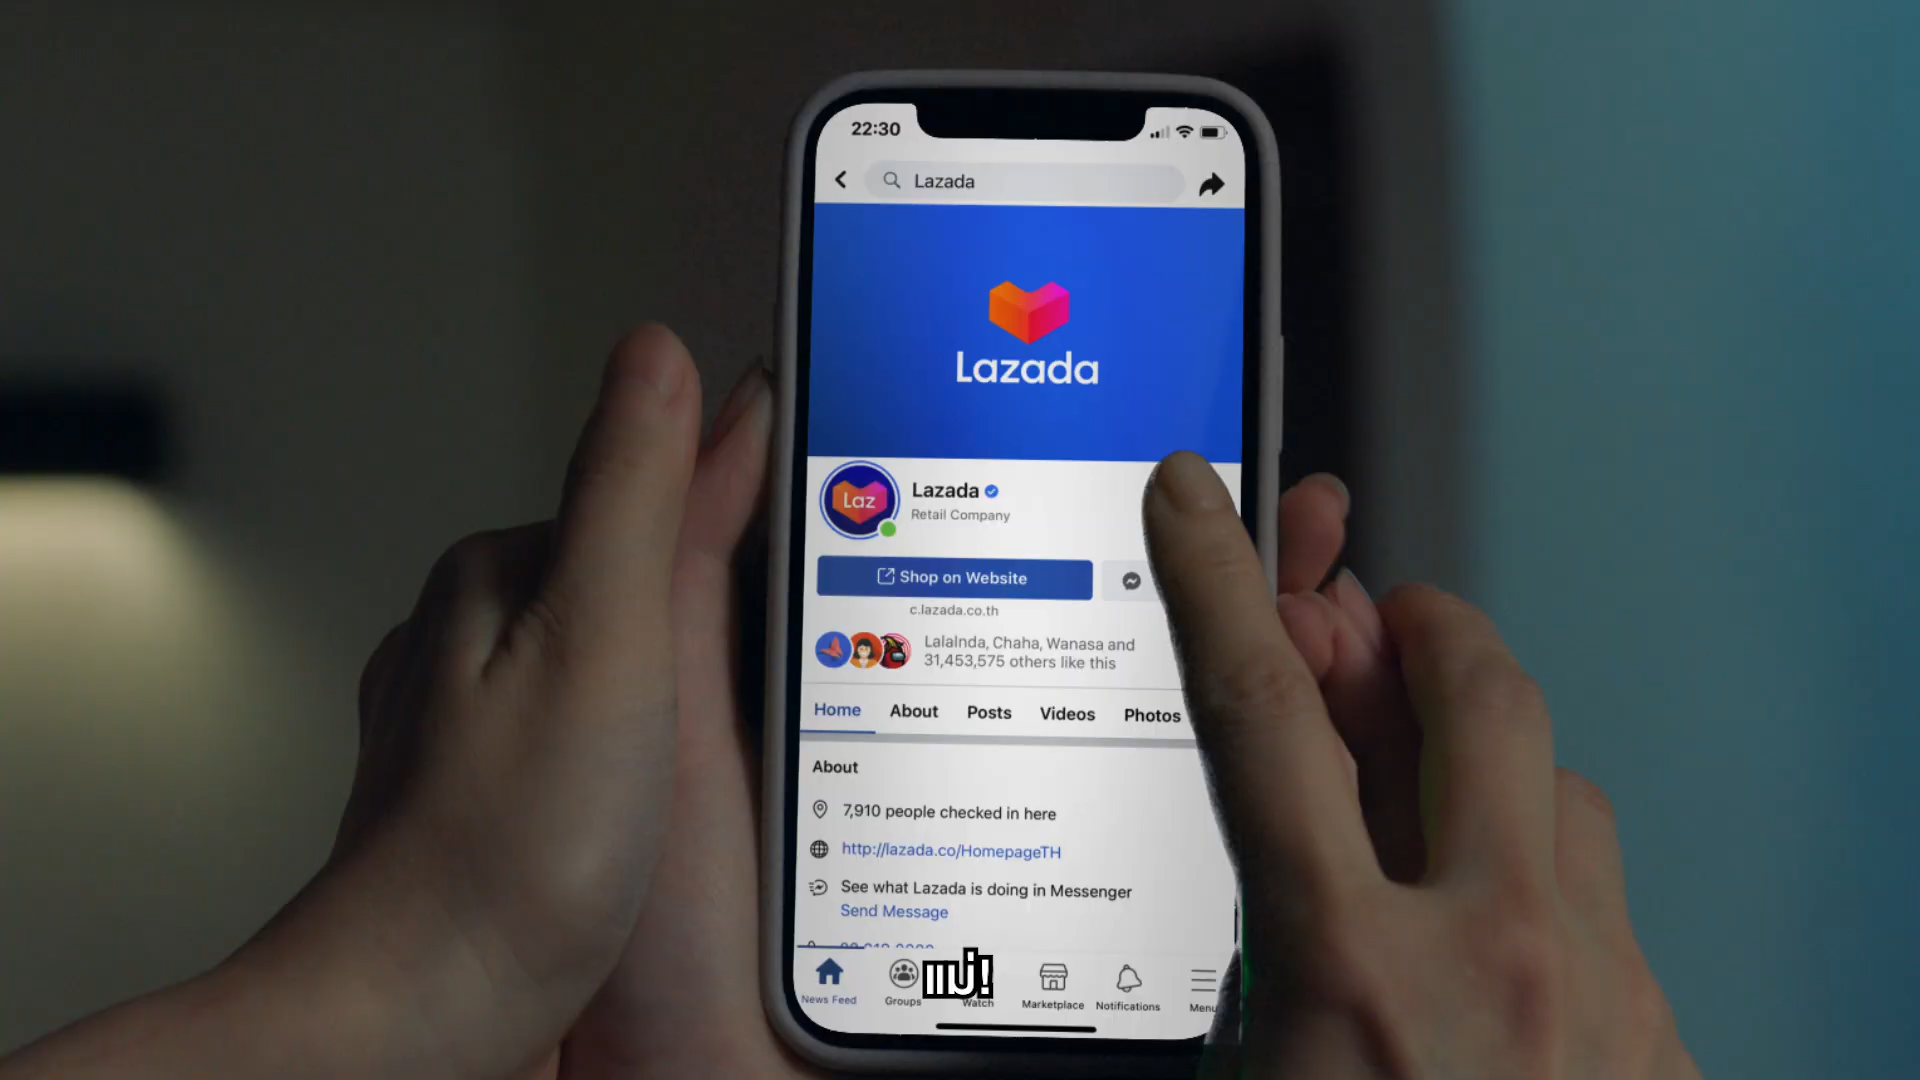 22:30
Lazada
Lazada
Laz
Lazada
Retail Company
Shop on Website
c.lazada.co.th
LalaInda, Chaha, Wanasa and
31,453,575 others like this
Home About Posts Videos Photos
About
7,910 people checked in here
http://lazada.co/HomepageTH
See what Lazada is doing in Messenger
Send Message
แม่!
News Feed Groups Watch Marketplace Notifications Menu